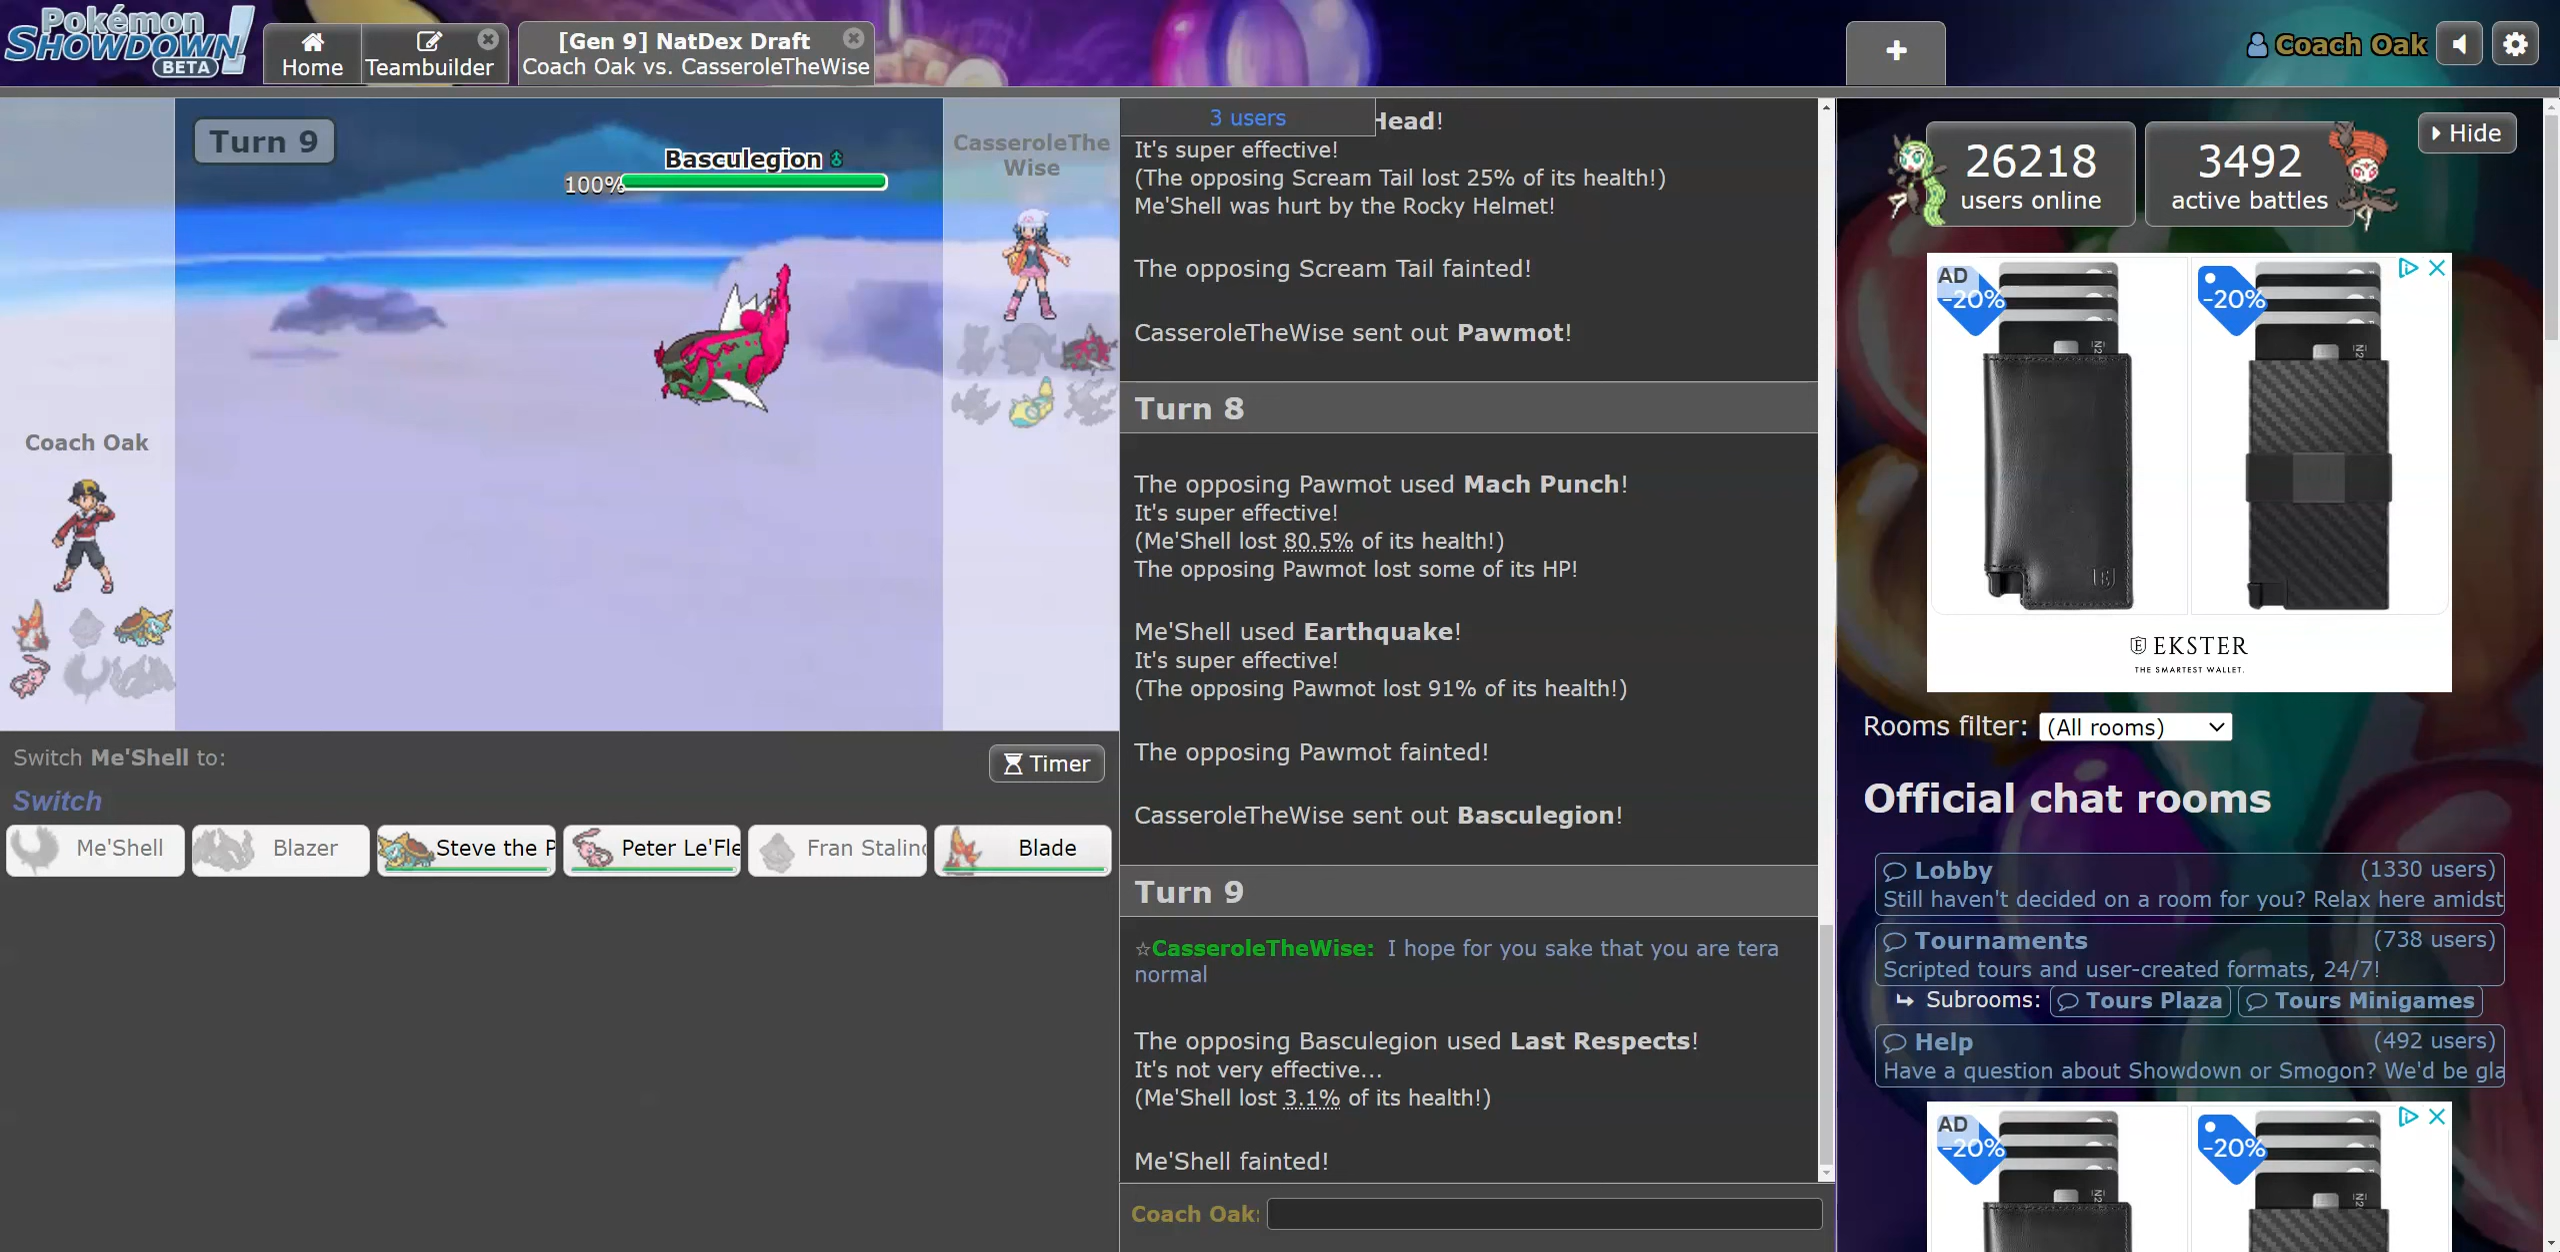 Pokémon
SHOWDOWN!
BETA
Home
Teambuilder
[Gen 9] NatDex Draft
Coach Oak vs. CasseroleTheWise
+
Coach Oak
Turn 9
Basculegion
100%
CasseroleThe
Wise
Coach Oak
Switch Me'Shell to:
Timer
Switch
Me'Shell
Blazer
Steve the P
Peter Le'Fle
Fran Stalin
Blade
3 users
Head!
It's super effective!
(The opposing Scream Tail lost 25% of its health!)
Me'Shell was hurt by the Rocky Helmet!
The opposing Scream Tail fainted!
CasseroleTheWise sent out Pawmot!
Turn 8
The opposing Pawmot used Mach Punch!
It's super effective!
(Me'Shell lost 80.5% of its health!)
The opposing Pawmot lost some of its HP!
Me'Shell used Earthquake!
It's super effective!
(The opposing Pawmot lost 91% of its health!)
The opposing Pawmot fainted!
CasseroleTheWise sent out Basculegion!
Turn 9
☆CasseroleTheWise: I hope for you sake that you are tera
normal
The opposing Basculegion used Last Respects!
It's not very effective...
(Me'Shell lost 3.1% of its health!)
Me'Shell fainted!
Coach Oak:
26218
users online
3492
active battles
Hide
AD
-20%
-20%
EKSTER
THE SMARTEST WALLET.
Rooms filter: (All rooms)
Official chat rooms
Lobby (1330 users)
Still haven't decided on a room for you? Relax here amidst
Tournaments (738 users)
Scripted tours and user-created formats, 24/7!
Subrooms: Tours Plaza Tours Minigames
Help (492 users)
Have a question about Showdown or Smogon? We'd be gla
AD
-20%
-20%